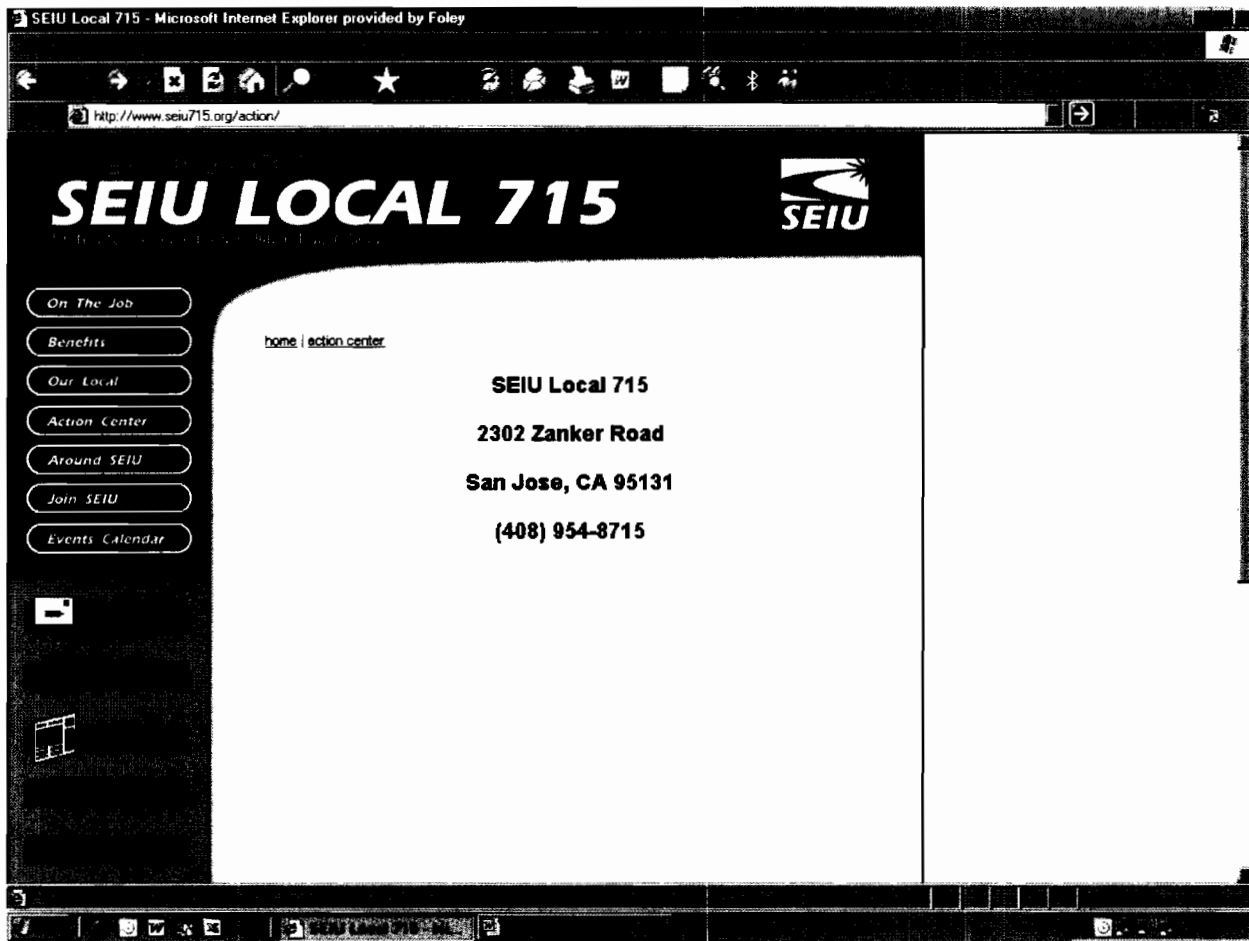 SEIU Local 715 - Microsoft Internet Explorer provided by Foley
http://www.seiu715.org/action/
SEIU LOCAL 715
SEIU
On The Job
Benefits
Our Local
Action Center
Around SEIU
Join SEIU
Events Calendar
home | action center
SEIU Local 715
2302 Zanker Road
San Jose, CA 95131
(408) 954-8715